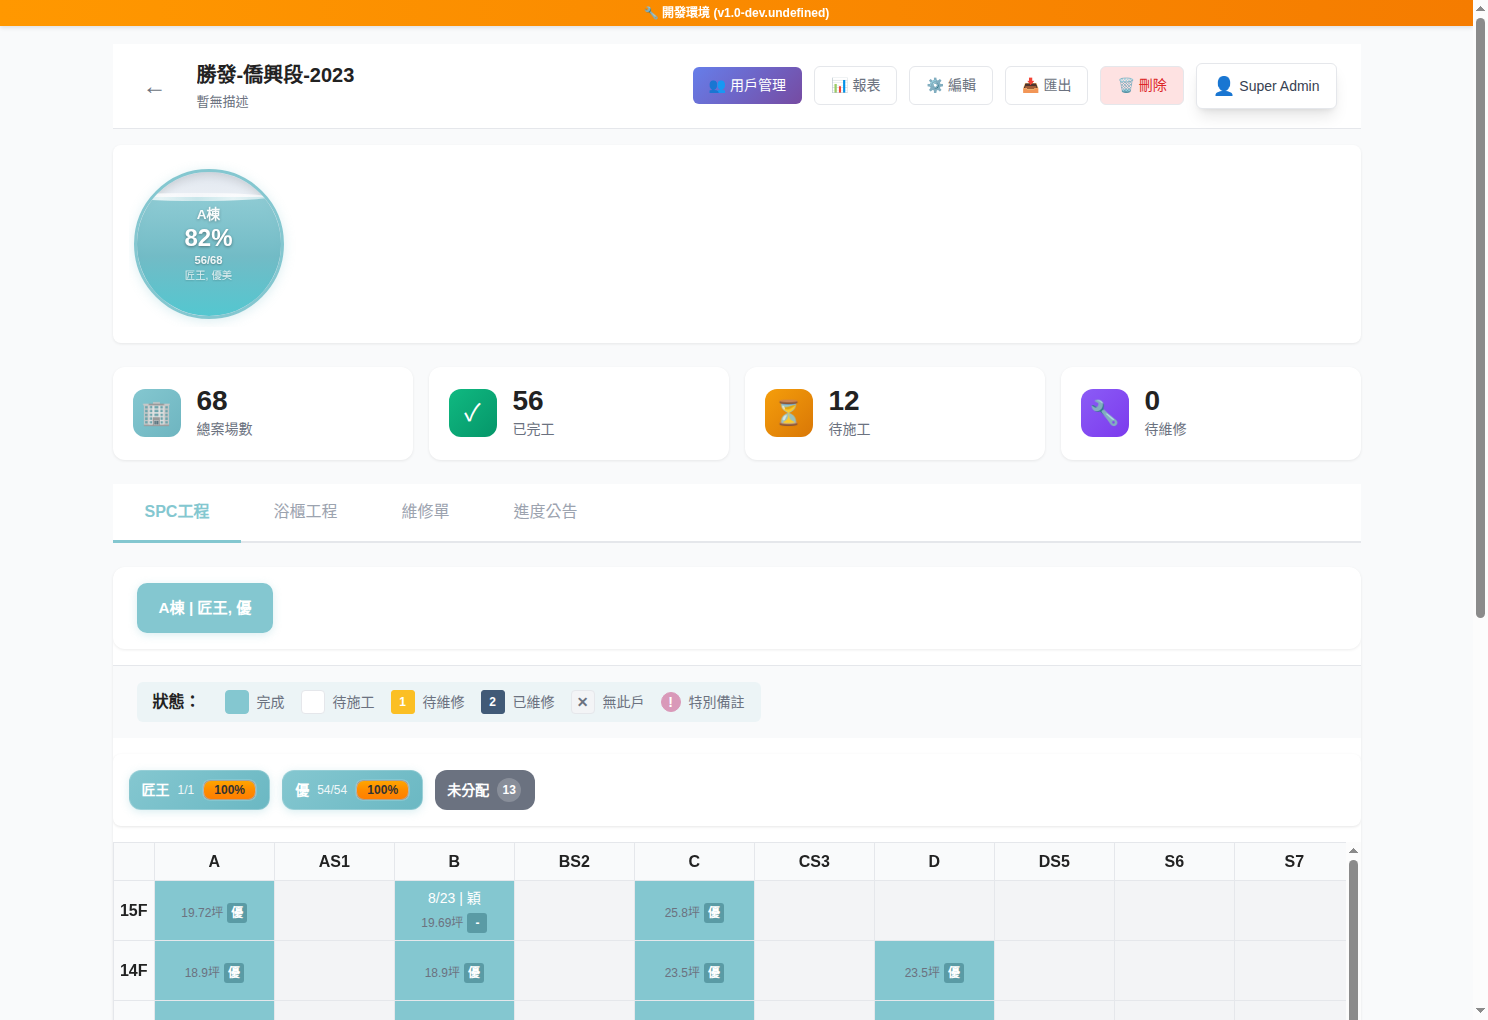 🔧 開發環境 (v1.0-dev.undefined)
← 勝發-僑興段-2023
暫無描述
👥 用戶管理 📊 報表 ⚙️ 編輯 📥 匯出 🗑️ 刪除 👤 Super Admin
A棟
82%
56/68
匠王, 優美
68
總案場數
✓ 56
已完工
12
待施工
0
待維修
SPC工程 浴櫃工程 維修單 進度公告
A棟 | 匠王, 優
狀態： 完成 待施工 1 待維修 2 已維修 ✕ 無此戶 ! 特別備註
匠王 1/1 100% 優 54/54 100% 未分配 13
A AS1 B BS2 C CS3 D DS5 S6 S7
15F 19.72坪 優 8/23 | 穎 19.69坪 - 25.8坪 優
14F 18.9坪 優 18.9坪 優 23.5坪 優 23.5坪 優